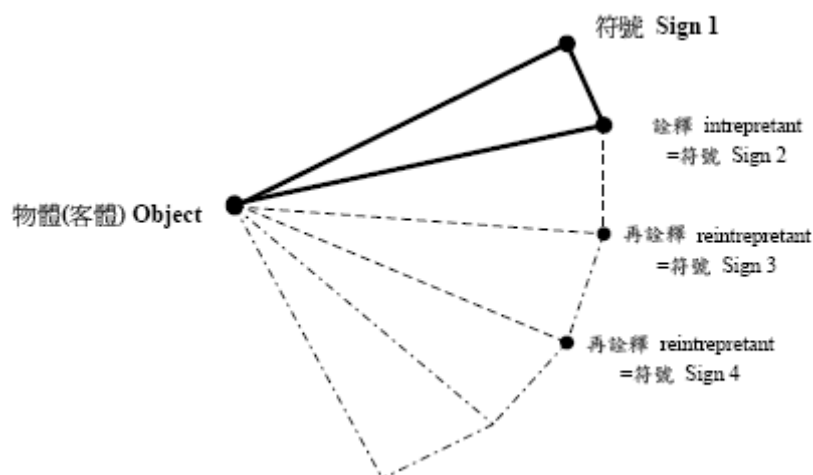 符號 Sign 1
詮釋 intrepretant
=符號 Sign 2
物體(客體) Object
再詮釋 reintrepretant
=符號 Sign 3
再詮釋 reintrepretant
=符號 Sign 4